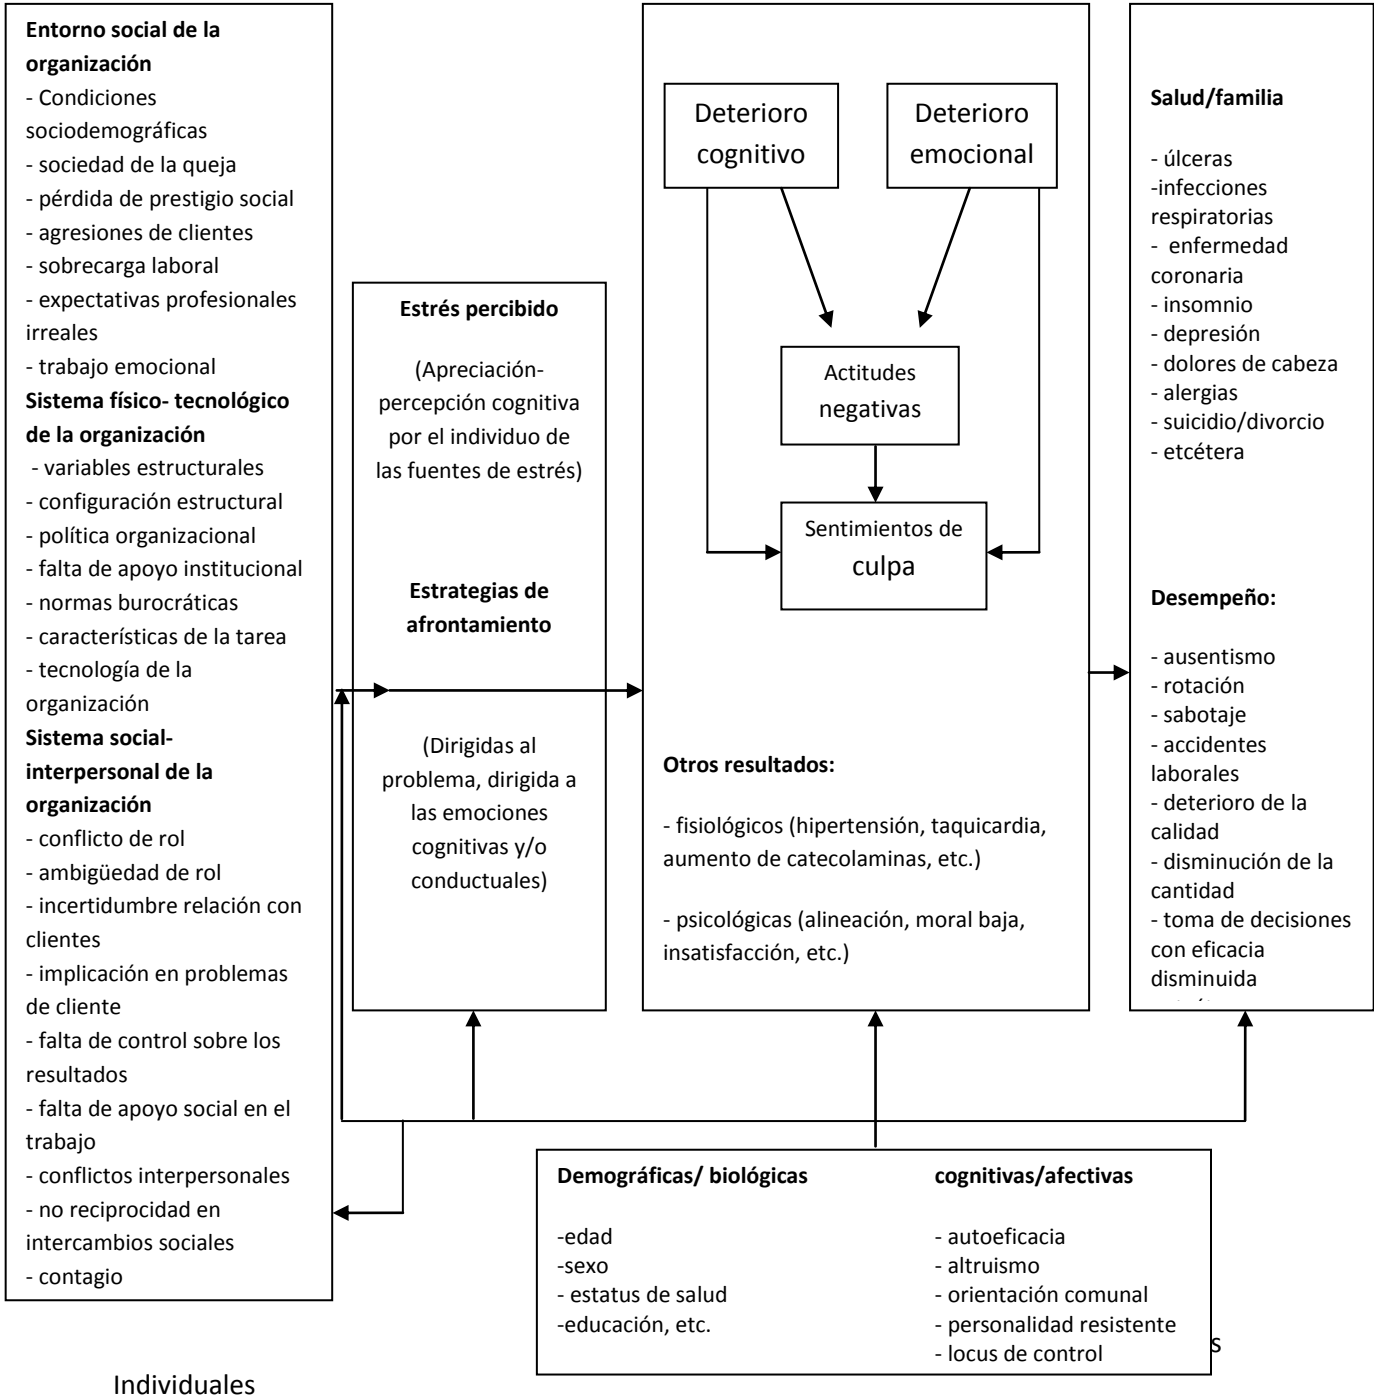 Entorno social de la
organización
- Condiciones
sociodemográficas
- sociedad de la queja
- pérdida de prestigio social
- agresiones de clientes
- sobrecarga laboral
- expectativas profesionales
irreales
- trabajo emocional
Sistema físico- tecnológico
de la organización
- variables estructurales
- configuración estructural
- política organizacional
- falta de apoyo institucional
- normas burocráticas
- características de la tarea
- tecnología de la
organización
Sistema social-
interpersonal de la
organización
- conflicto de rol
- ambigüedad de rol
- incertidumbre relación con
clientes
- implicación en problemas
de cliente
- falta de control sobre los
resultados
- falta de apoyo social en el
trabajo
- conflictos interpersonales
- no reciprocidad en
intercambios sociales
- contagio
Estrés percibido
(Apreciación-
percepción cognitiva
por el individuo de
las fuentes de estrés)
Estrategias de
afrontamiento
(Dirigidas al
problema, dirigida a
las emociones
cognitivas y/o
conductuales)
Deterioro
cognitivo
Deterioro
emocional
Actitudes
negativas
Sentimientos de
culpa
Otros resultados:
- fisiológicos (hipertensión, taquicardia,
aumento de catecolaminas, etc.)
- psicológicas (alineación, moral baja,
insatisfacción, etc.)
Salud/familia
- úlceras
-infecciones
respiratorias
- enfermedad
coronaria
- insomnio
- depresión
- dolores de cabeza
- alergias
- suicidio/divorcio
- etcétera
Desempeño:
- ausentismo
- rotación
- sabotaje
- accidentes
laborales
- deterioro de la
calidad
- disminución de la
cantidad
- toma de decisiones
con eficacia
disminuida
Demográficas/ biológicas
-edad
-sexo
- estatus de salud
-educación, etc.
cognitivas/afectivas
- autoeficacia
- altruismo
- orientación comunal
- personalidad resistente
- locus de control
s
Individuales